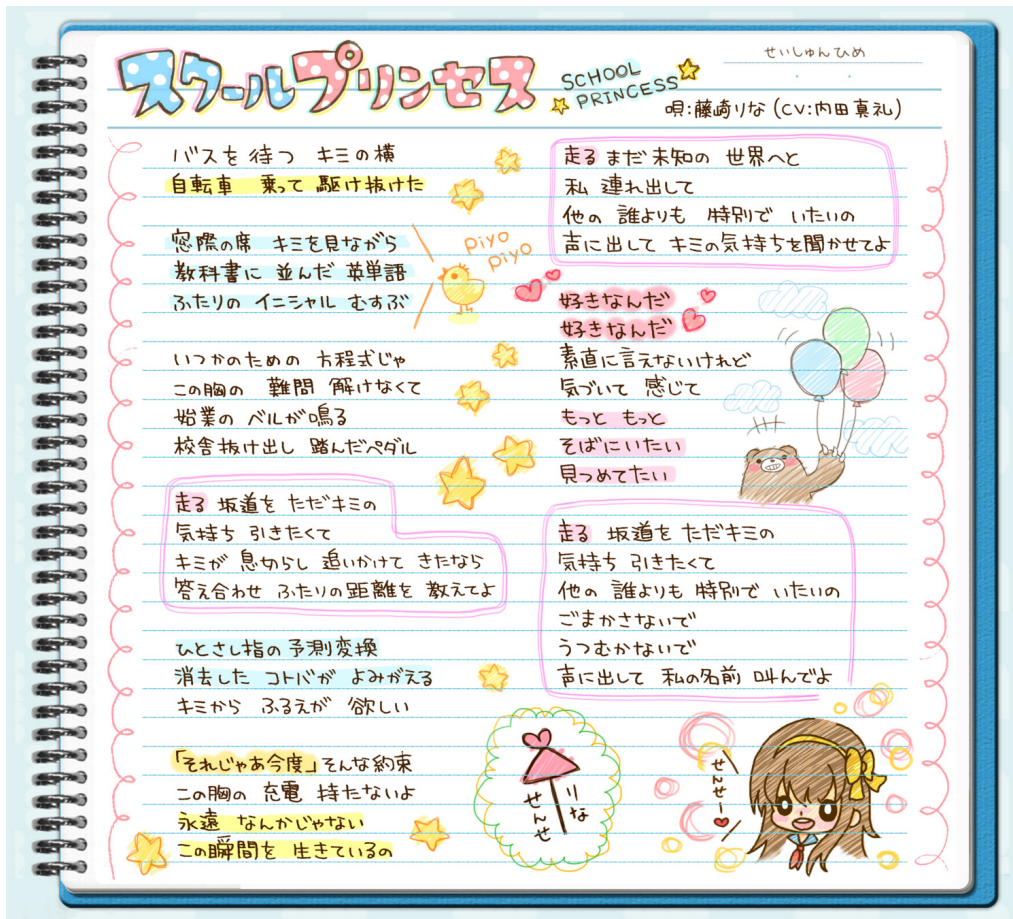 スクールプリンセス
SCHOOL
PRINCESS
せいしゅんひめ
唄:藤崎りな (CV:内田真礼)
バスを待つ キミの横
自転車 乗って 駆け抜けた
窓際の席 キミを見ながら
教科書に 並んだ 英単語
ふたりの イニシャル むすぶ
piyo
piyo
いつかのための 方程式じゃ
この胸の 難問 解けなくて
始業の ベルが鳴る
校舎抜け出し 踏んだペダル
走る 坂道を ただキミの
気持ち 引きたくて
キミが 息切らし 追いかけて きたなら
答え合わせ ふたりの距離を 教えてよ
ひとさし指の予測変換
消去した コトバが よみがえる
キミから ふるえが 欲しい
「それじゃあ今度」そんな約束
この胸の 充電 持たないよ
永遠 なんかじゃない
この瞬間を 生きているの
走る まだ未知の 世界へと
私 連れ出して
他の 誰よりも 特別で いたいの
声に出して キミの気持ちを聞かせてよ
好きなんだ
好きなんだ
素直に言えないけれど
気づいて 感じて
もっと もっと
そばにいたい
見つめてたい
走る 坂道を ただキミの
気持ち 引きたくて
他の 誰よりも 特別で いたいの
ごまかさないで
うつむかないで
声に出して 私の名前 叫んでよ
りな
せんせ
せんせー